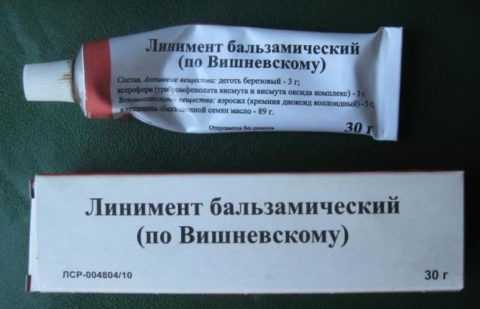 Линимент бальзамический
(по Вишневскому)
Состав. Активные вещества: деготь березовый - 3 г;
ксероформ (трибромфенолята висмута и висмута оксида комплекс) - 3 г.
Вспомогательные вещества: аэросил (кремния диоксид коллоидный) - 5 г,
семян масло - 89 г.
Отпускается без рецепта
30 г
Линимент бальзамический
(по Вишневскому)
ЛСР-004804/10
30 г